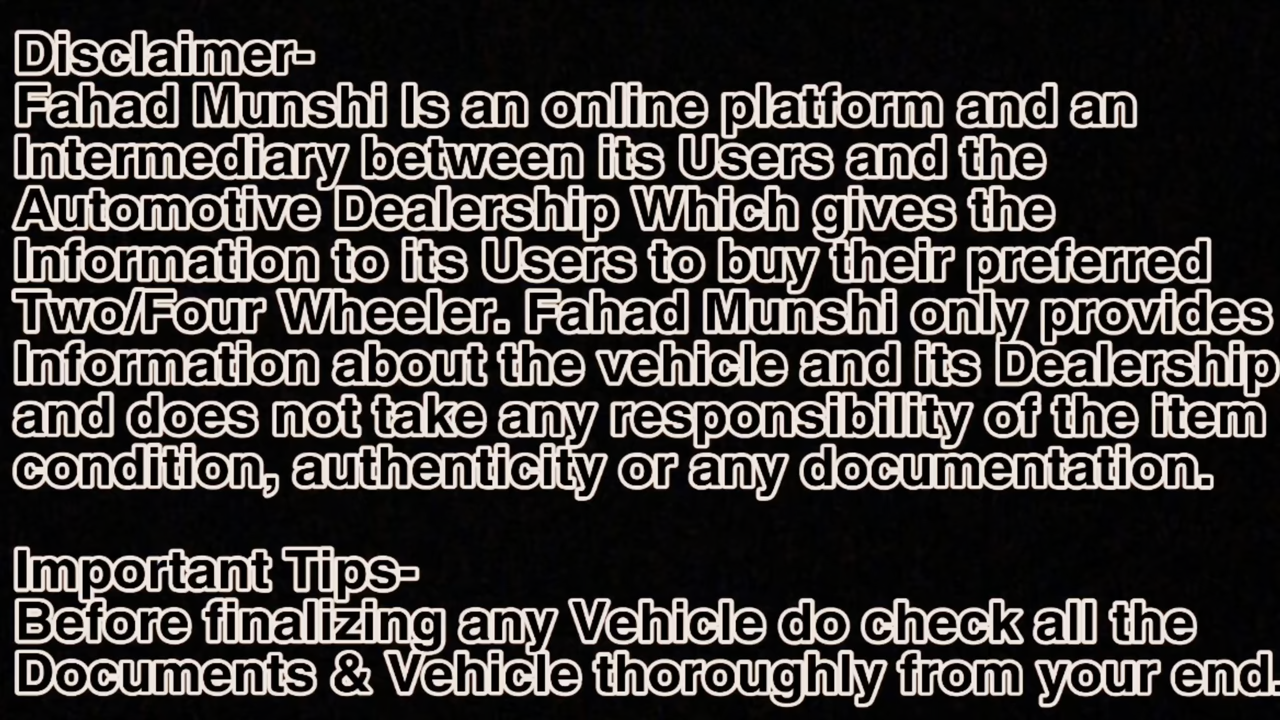 Disclaimer-
Fahad Munshi Is an online platform and an
Intermediary between its Users and the
Automotive Dealership Which gives the
Information to its Users to buy their preferred
Two/Four Wheeler. Fahad Munshi only provides
Information about the vehicle and its Dealership
and does not take any responsibility of the item
condition, authenticity or any documentation.

Important Tips-
Before finalizing any Vehicle do check all the
Documents & Vehicle thoroughly from your end.